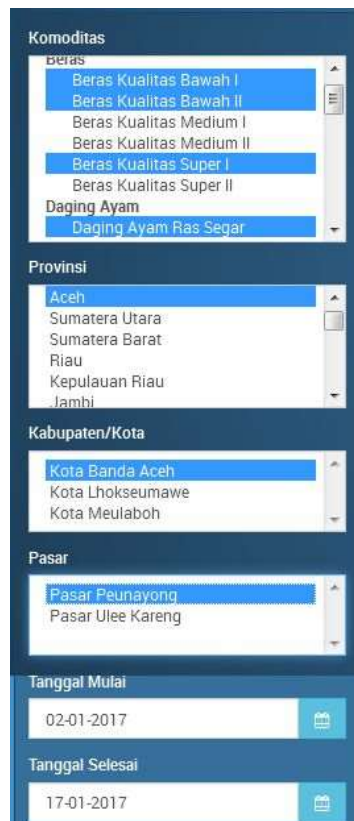 Komoditas
Beras
Beras Kualitas Bawah I
Beras Kualitas Bawah II
Beras Kualitas Medium I
Beras Kualitas Medium II
Beras Kualitas Super I
Beras Kualitas Super II
Daging Ayam
Daging Ayam Ras Segar
Provinsi
Aceh
Sumatera Utara
Sumatera Barat
Riau
Kepulauan Riau
Jambi
Kabupaten/Kota
Kota Banda Aceh
Kota Lhokseumawe
Kota Meulaboh
Pasar
Pasar Peunayong
Pasar Ulee Kareng
Tanggal Mulai
02-01-2017
Tanggal Selesai
17-01-2017